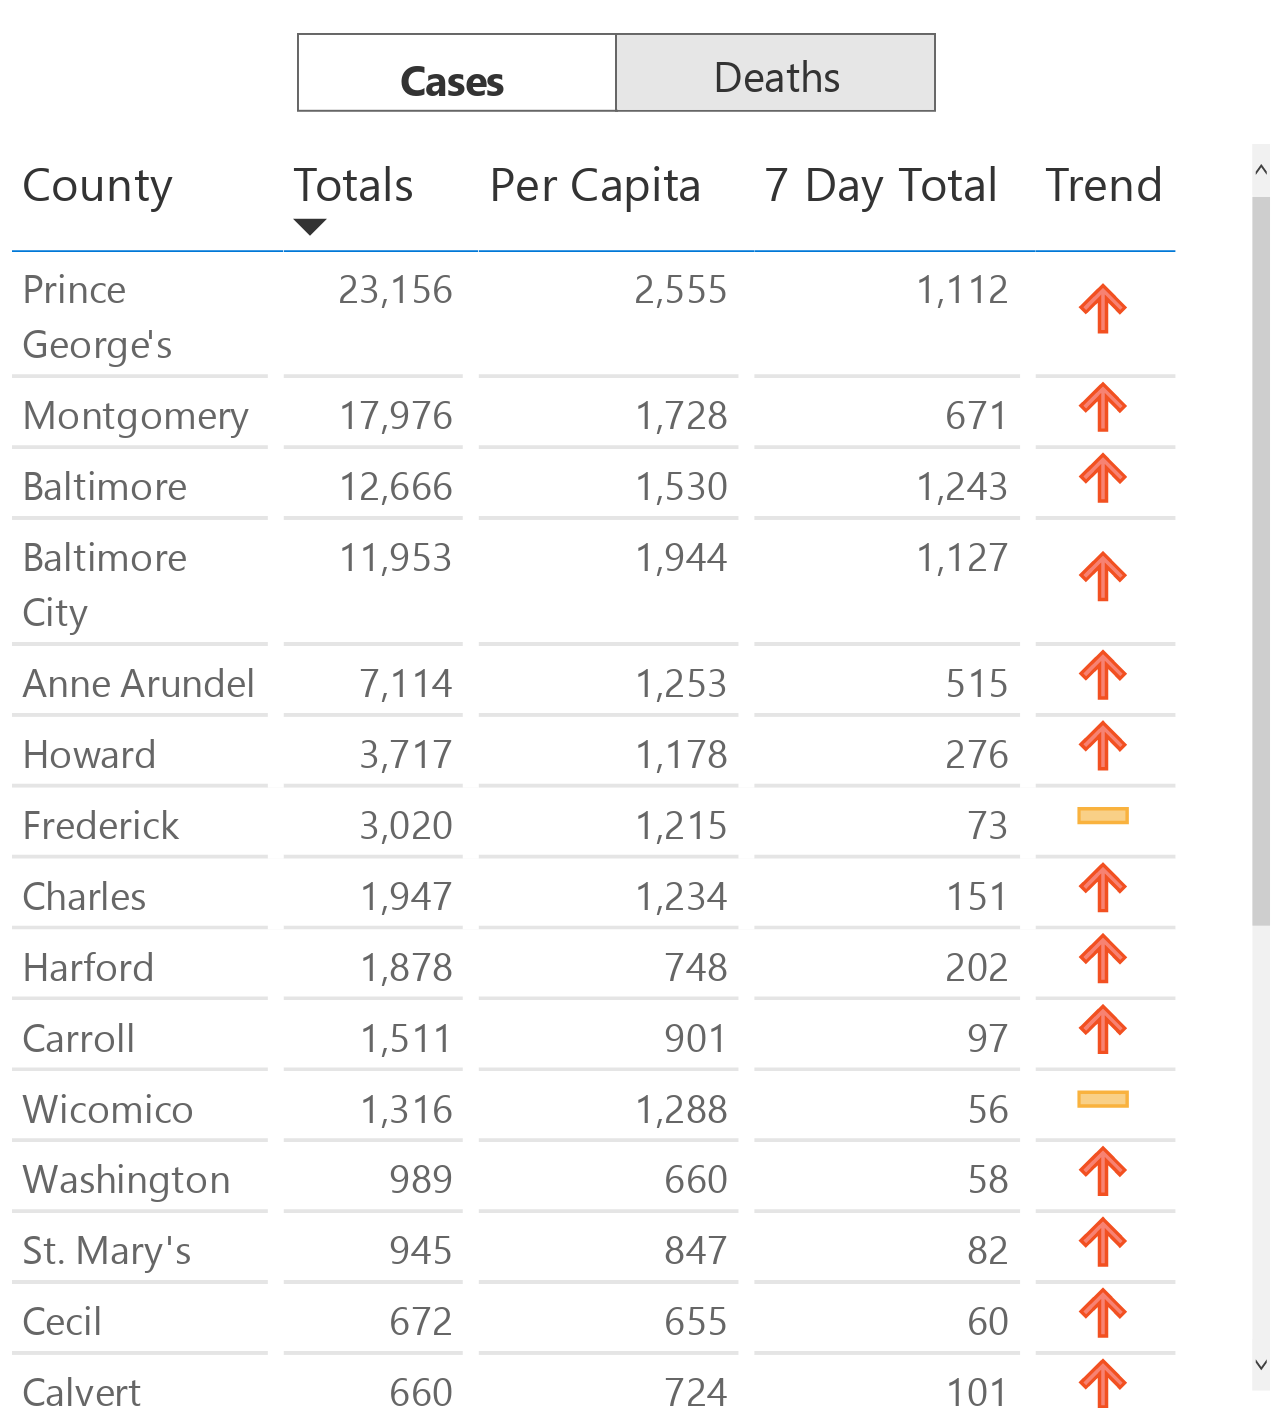 Cases Deaths
County Totals Per Capita 7 Day Total Trend
Prince 23,156 2,555 1,112
George's
Montgomery 17,976 1,728 671
Baltimore 12,666 1,530 1,243
Baltimore 11,953 1,944 1,127
City
Anne Arundel 7,114 1,253 515
Howard 3,717 1,178 276
Frederick 3,020 1,215 73
Charles 1,947 1,234 151
Harford 1,878 748 202
Carroll 1,511 901 97
Wicomico 1,316 1,288 56
Washington 989 660 58
St. Mary's 945 847 82
Cecil 672 655 60
Calvert 660 724 101